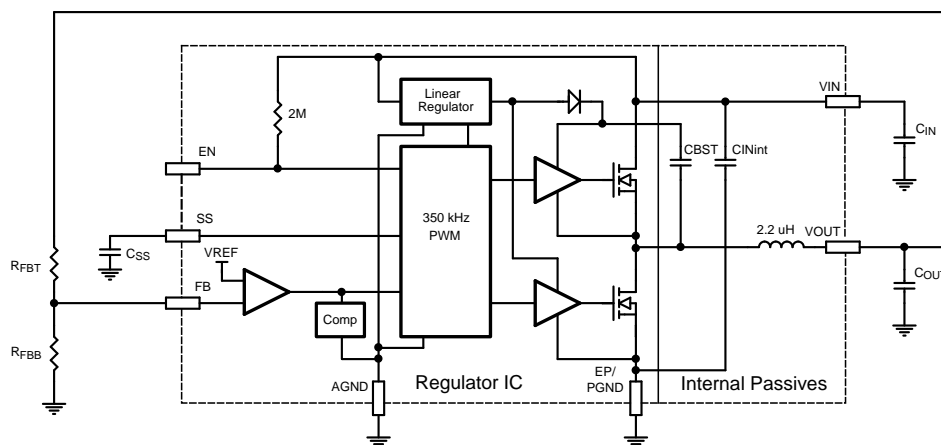 Linear
Regulator
VIN
2M
CIN
CBST
CINint
EN
350 kHz
PWM
SS
CSS
2.2 uH
VOUT
VREF
RFBT
FB
COUT
Comp
RFBB
AGND
Regulator IC
EP/
PGND
Internal Passives